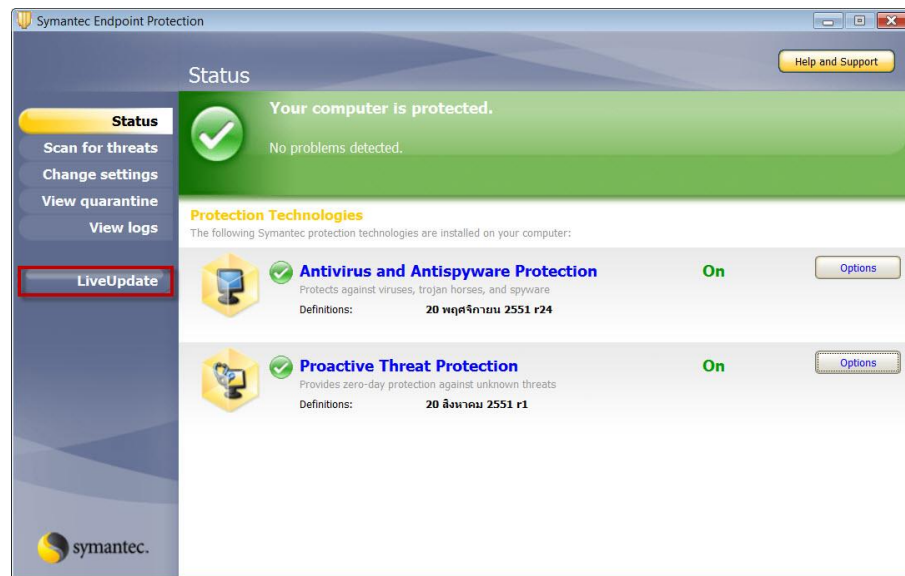 Symantec Endpoint Protection
Status
Help and Support
Status
Scan for threats
Change settings
View quarantine
View logs
LiveUpdate
Your computer is protected.
No problems detected.
Protection Technologies
The following Symantec protection technologies are installed on your computer:
Antivirus and Antispyware Protection
On
Options
Protects against viruses, trojan horses, and spyware
Definitions: 20 พฤศจิกายน 2551 r24
Proactive Threat Protection
On
Options
Provides zero-day protection against unknown threats
Definitions: 20 สิงหาคม 2551 r1
symantec.